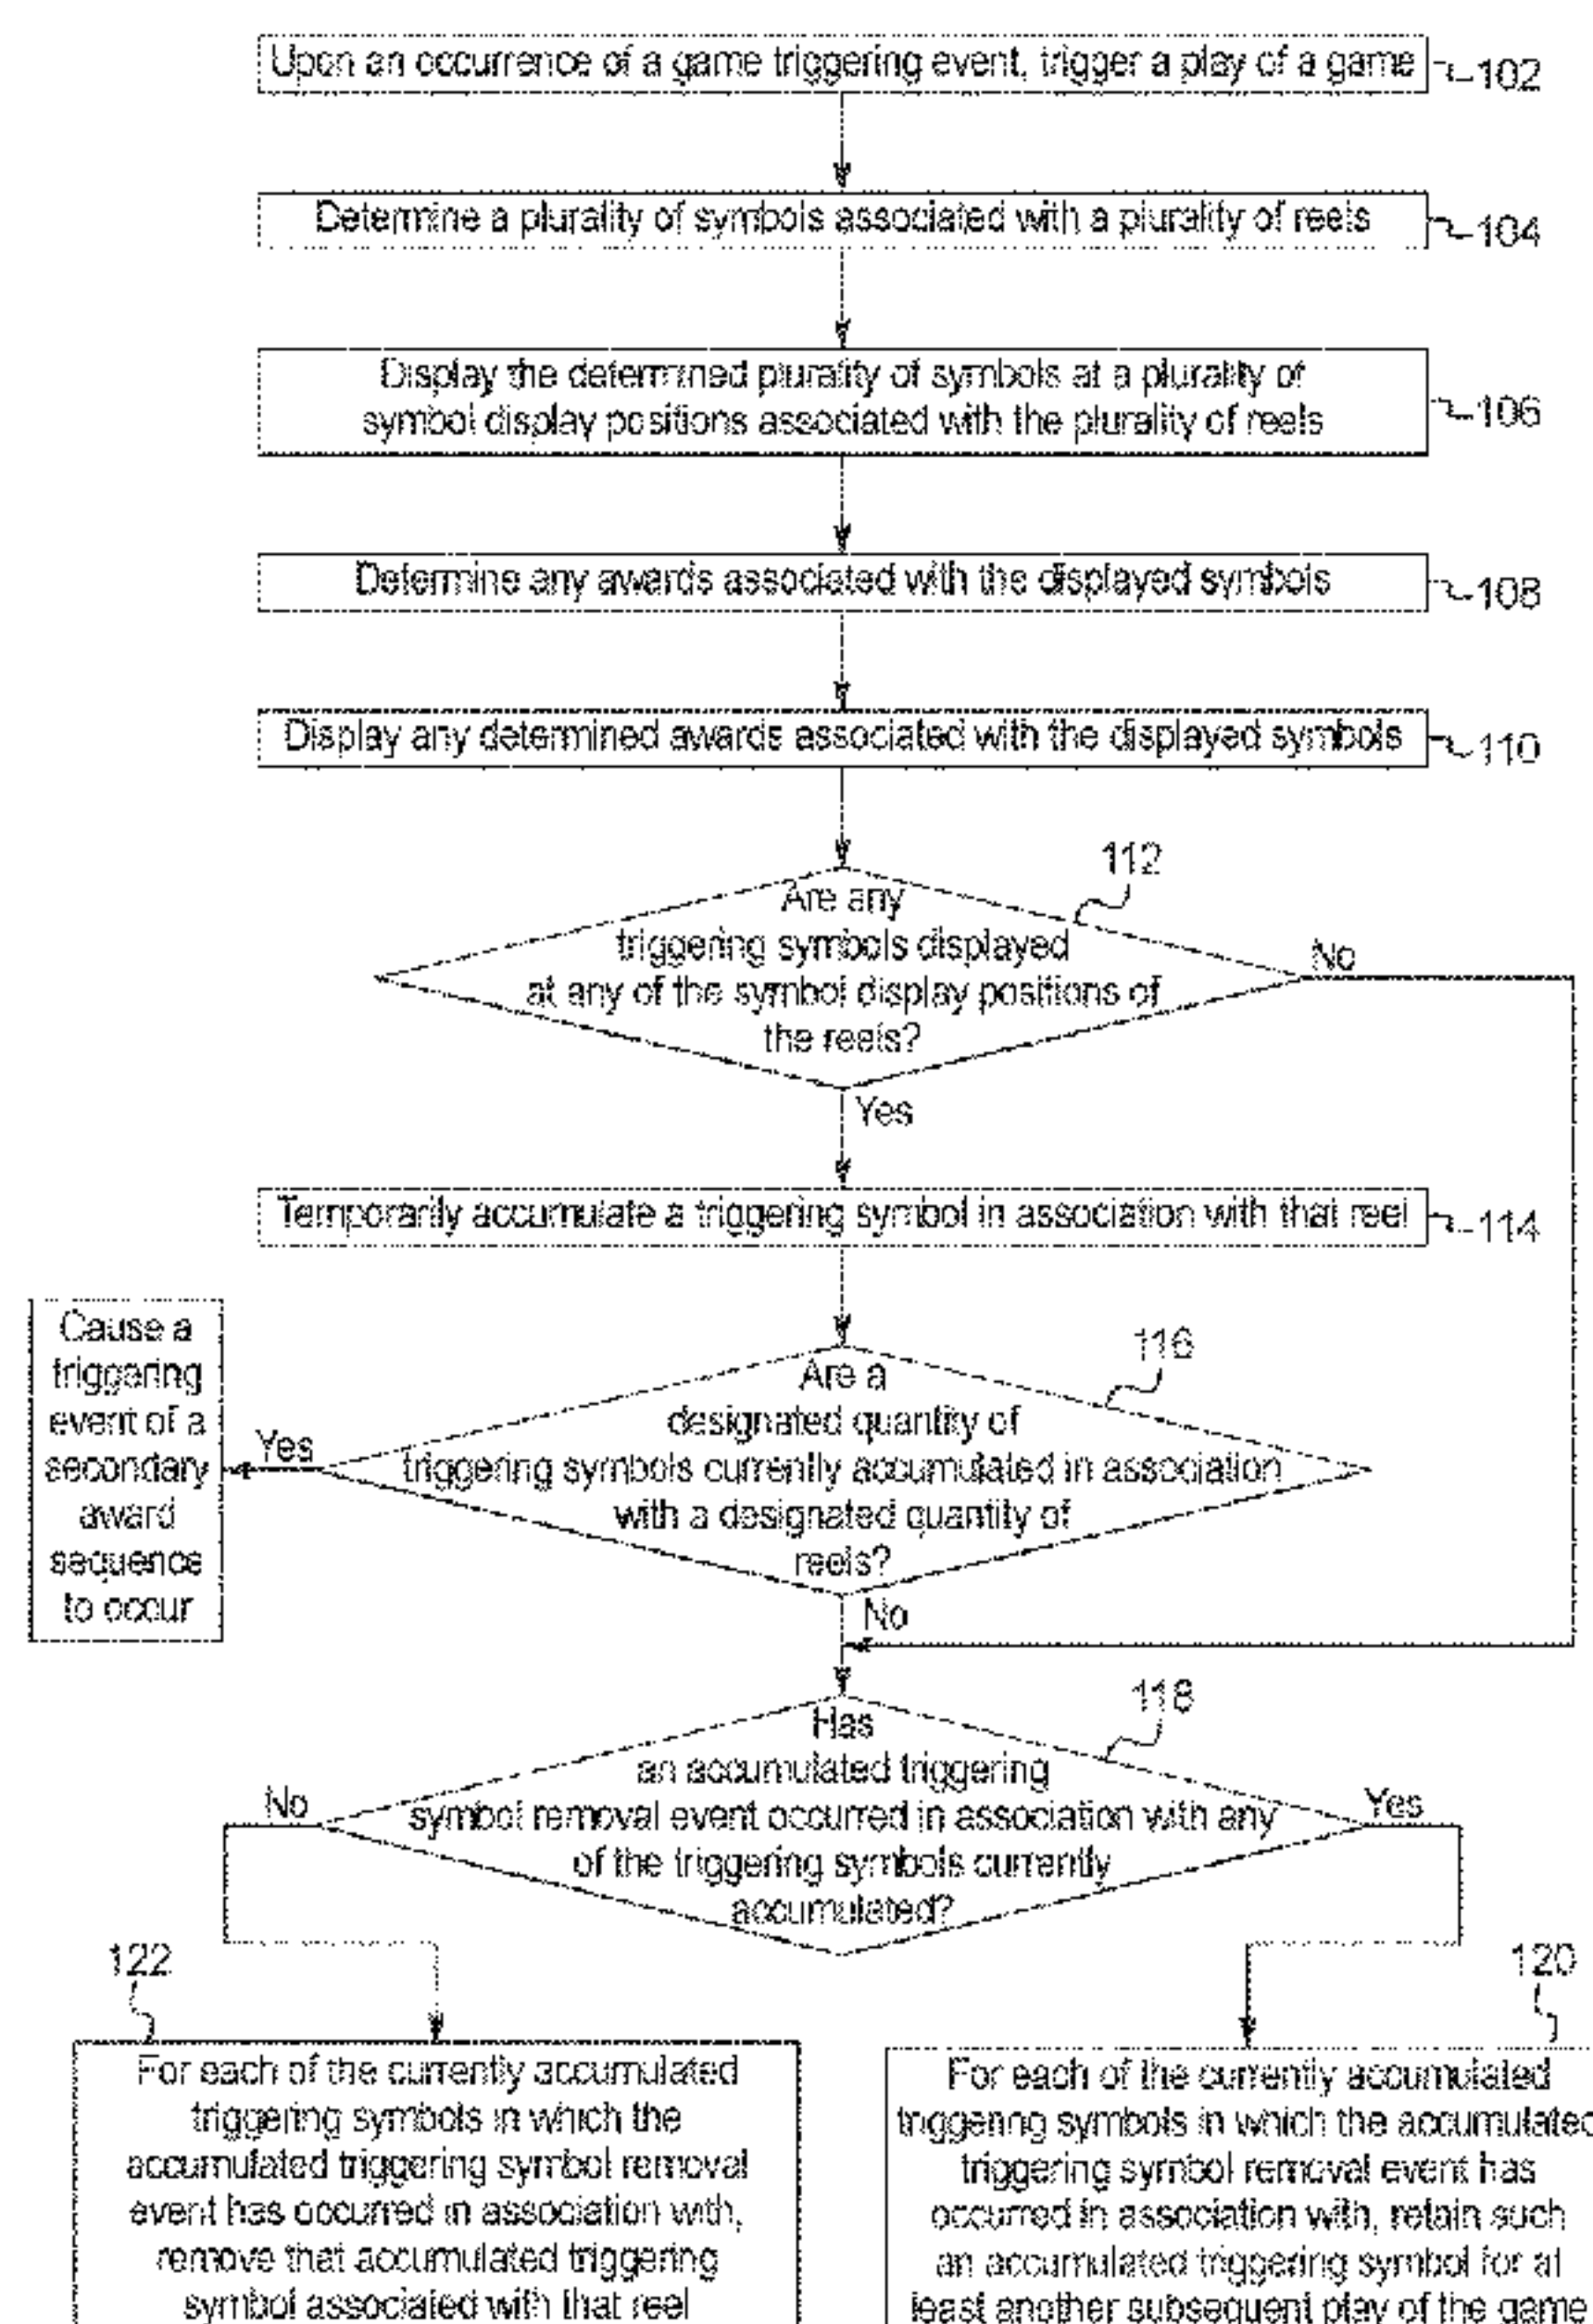 Upon an occurrence of a game triggering event, trigger a play of a game
102
Determine a plurality of symbols associated with a plurality of reels
104
Display the determined plurality of symbols at a plurality of
symbol display positions associated with the plurality of reels
106
Determine any awards associated with the displayed symbols
108
Display any determined awards associated with the displayed symbols
110
112
Are any
triggering symbols displayed
at any of the symbol display positions of
the reels?
No
Yes
Temporarily accumulate a triggering symbol in association with that reel
114
Cause a
triggering
event of a
secondary
award
sequence
to occur
Yes
116
Are a
designated quantity of
triggering symbols currently accumulated in association
with a designated quantity of
reels?
No
118
Has
an accumulated triggering
symbol removal event occurred in association with any
of the triggering symbols currently
accumulated?
No
Yes
122
For each of the currently accumulated
triggering symbols in which the
accumulated triggering symbol removal
event has occurred in association with,
remove that accumulated triggering
symbol associated with that reel
120
For each of the currently accumulated
triggering symbols in which the accumulated
triggering symbol removal event has
occurred in association with, retain such
an accumulated triggering symbol for at
least another subsequent play of the game